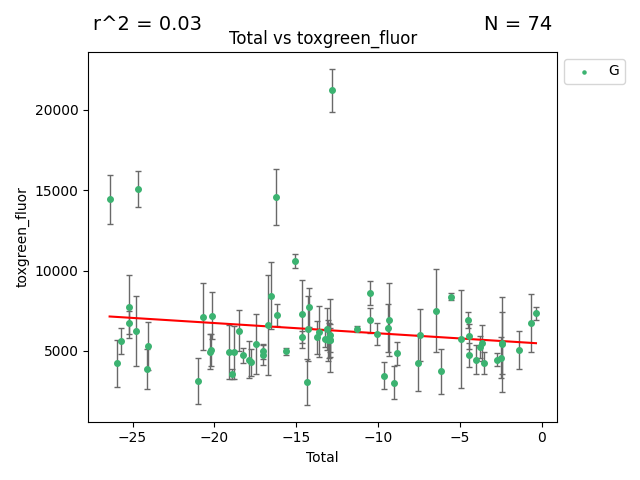 r^2 = 0.03
N = 74
Total vs toxgreen_fluor
G
toxgreen_fluor
20000
15000
10000
5000
−25 −20 −15 −10 −5 0
Total